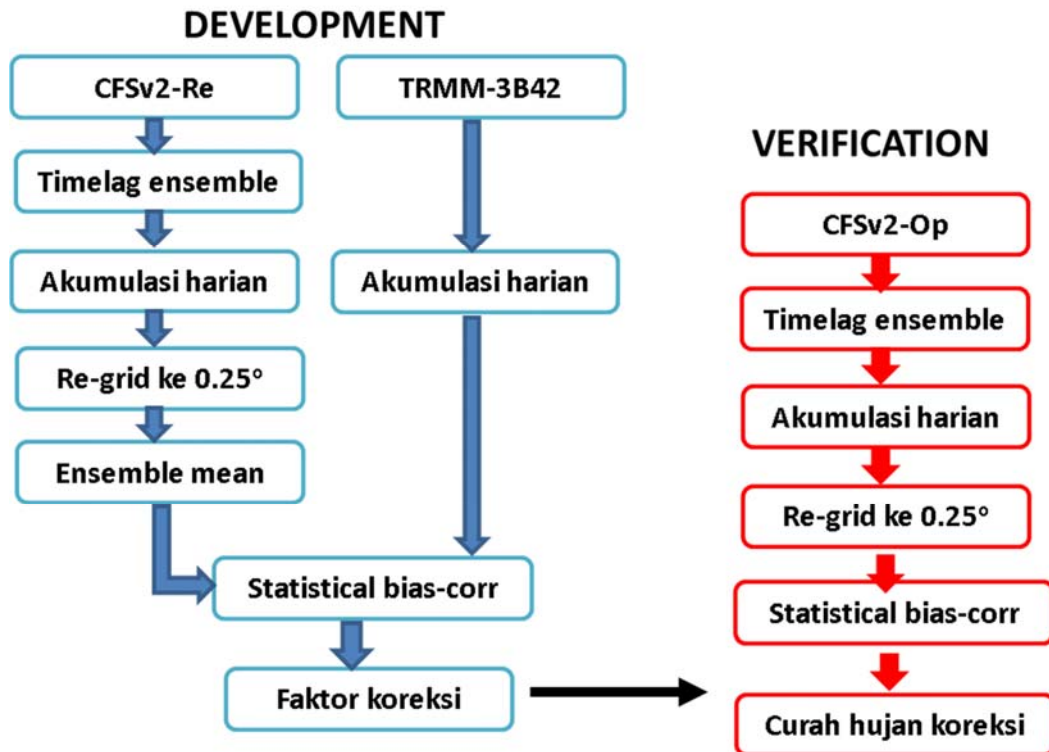 DEVELOPMENT
CFSv2-Re
TRMM-3B42
Timelag ensemble
Akumulasi harian
Akumulasi harian
Re-grid ke 0.25°
Ensemble mean
Statistical bias-corr
Faktor koreksi
VERIFICATION
CFSv2-Op
Timelag ensemble
Akumulasi harian
Re-grid ke 0.25°
Statistical bias-corr
Curah hujan koreksi